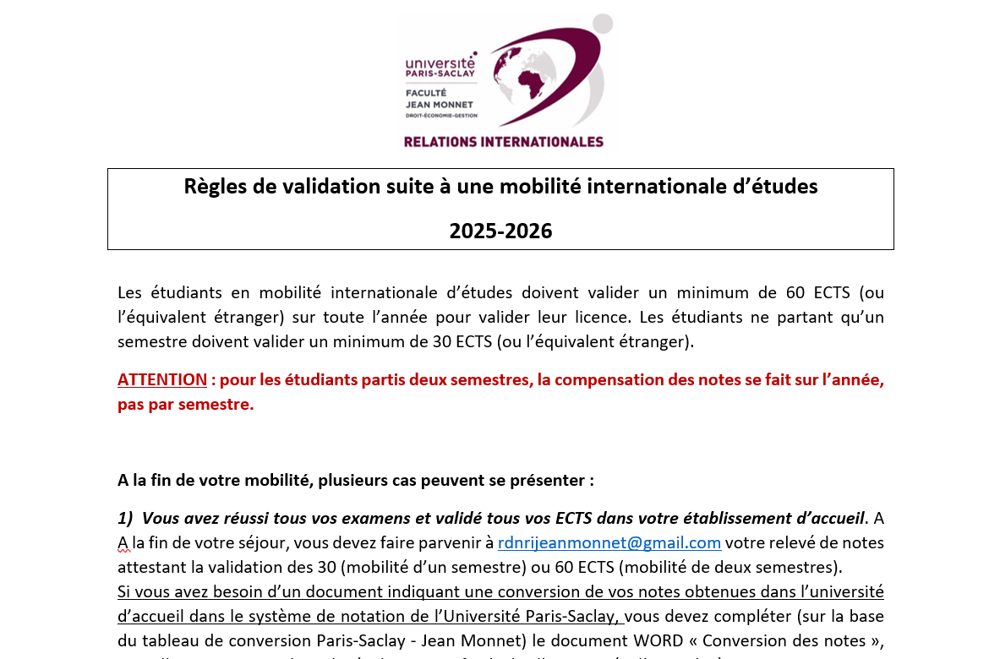 université
PARIS-SACLAY
FACULTÉ
JEAN MONNET
DROIT-ÉCONOMIE-GESTION
RELATIONS INTERNATIONALES
Règles de validation suite à une mobilité internationale d’études
2025-2026
Les étudiants en mobilité internationale d’études doivent valider un minimum de 60 ECTS (ou
l’équivalent étranger) sur toute l’année pour valider leur licence. Les étudiants ne partant qu’un
semestre doivent valider un minimum de 30 ECTS (ou l’équivalent étranger).
ATTENTION : pour les étudiants partis deux semestres, la compensation des notes se fait sur l’année,
pas par semestre.
A la fin de votre mobilité, plusieurs cas peuvent se présenter :
1) Vous avez réussi tous vos examens et validé tous vos ECTS dans votre établissement d’accueil. A
A la fin de votre séjour, vous devez faire parvenir à rdnrijeanmonnet@gmail.com votre relevé de notes
attestant la validation des 30 (mobilité d’un semestre) ou 60 ECTS (mobilité de deux semestres).
Si vous avez besoin d’un document indiquant une conversion de vos notes obtenues dans l’université
d’accueil dans le système de notation de l’Université Paris-Saclay, vous devez compléter (sur la base
du tableau de conversion Paris-Saclay - Jean Monnet) le document WORD « Conversion des notes »,